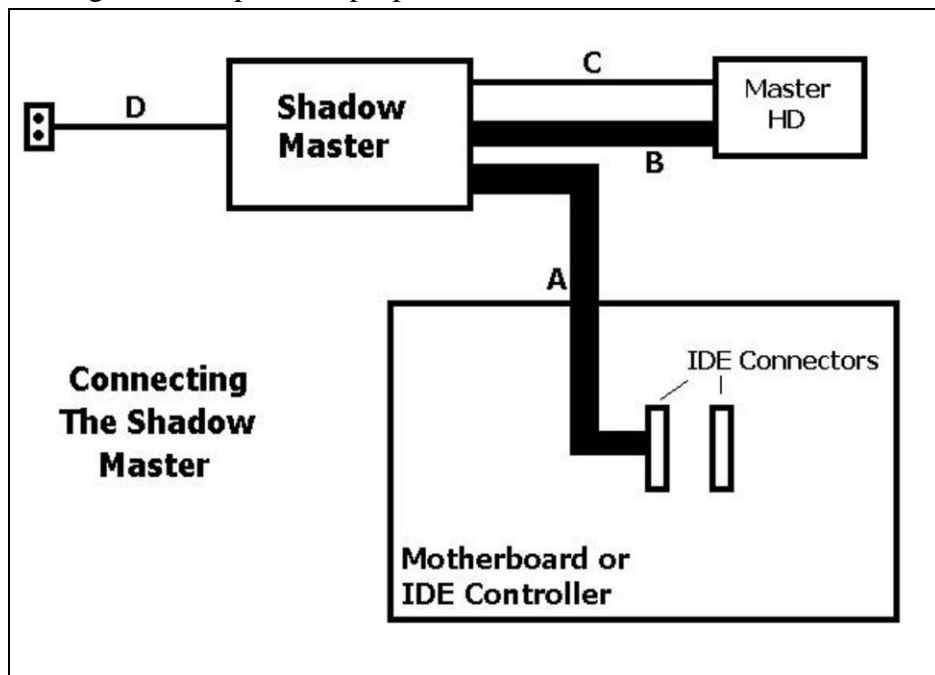 C
D
Shadow
Master
Master
HD
B
A
IDE Connectors
Connecting
The Shadow
Master
Motherboard or
IDE Controller